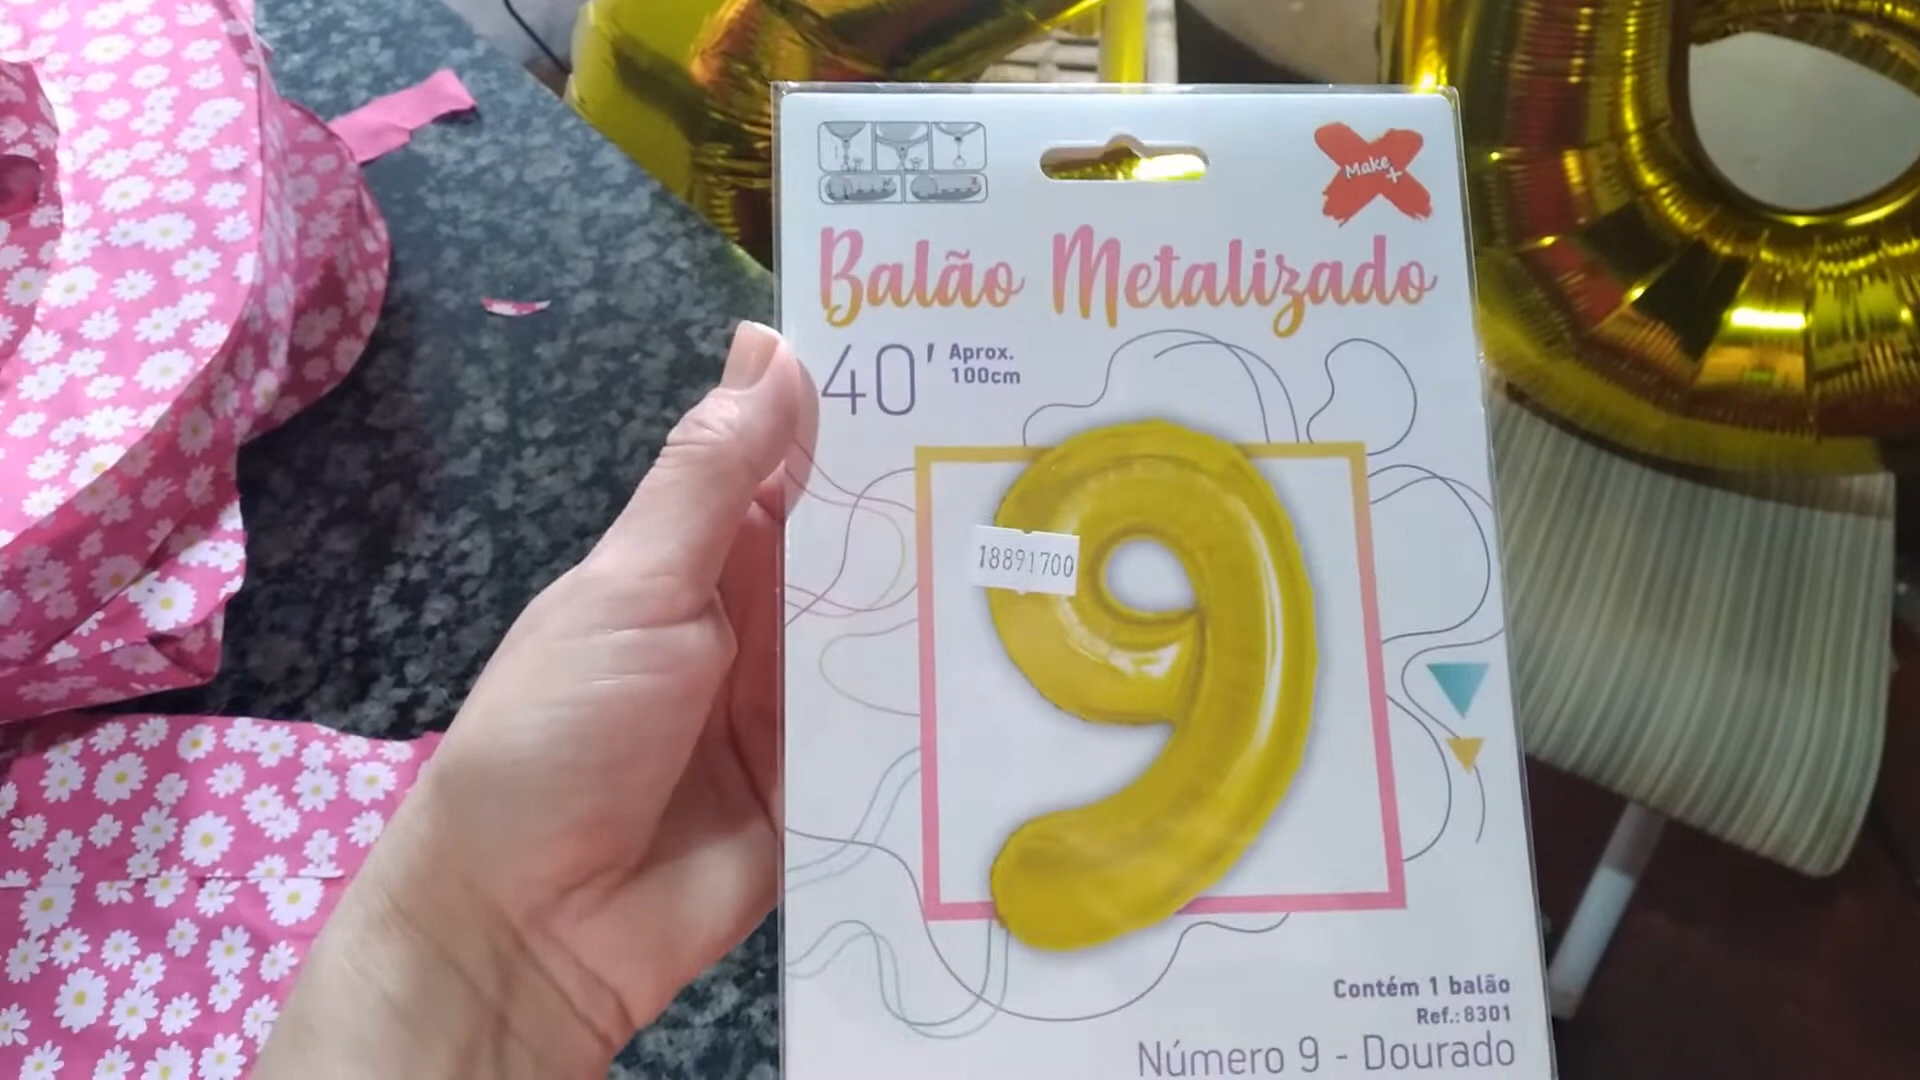 Make
+
Balão Metalizado
40' Aprox.
100cm
18891700
Contém 1 balão
Ref.: 8301
Número 9 - Dourado